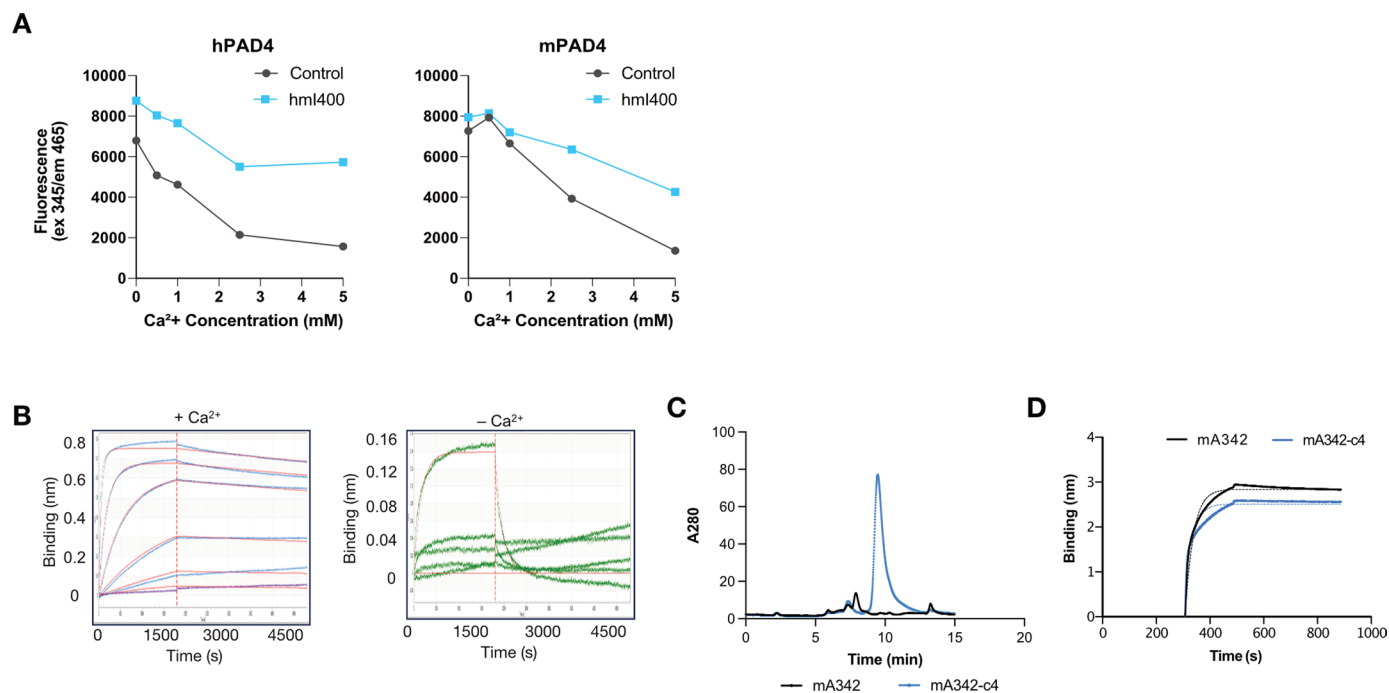 A
hPAD4
mPAD4
Control
hmI400
Control
hmI400
Fluorescence
(ex 345/em 465)
10000
8000
6000
4000
2000
0
10000
8000
6000
4000
2000
0
0 1 2 3 4 5
0 1 2 3 4 5
Ca²+ Concentration (mM)
Ca²+ Concentration (mM)
B
+ Ca²⁺
– Ca²⁺
Binding (nm)
0.8
0.6
0.4
0.2
0
Binding (nm)
0.16
0.12
0.08
0.04
0
0 1500 3000 4500
0 1500 3000 4500
Time (s)
Time (s)
C
A280
100
80
60
40
20
0
0 5 10 15 20
Time (min)
mA342 mA342-c4
D
mA342 mA342-c4
Binding (nm)
4
3
2
1
0
0 200 400 600 800 1000
Time (s)